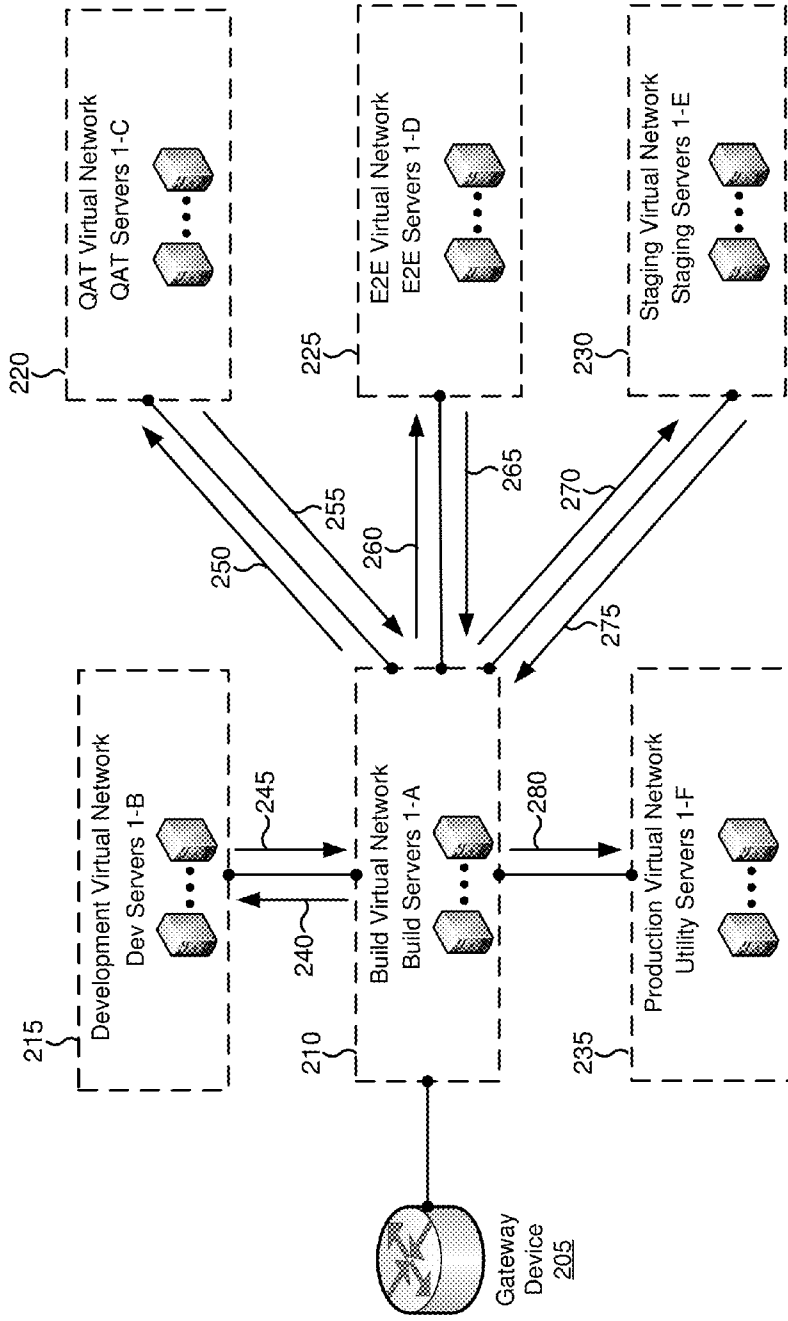 215
Development Virtual Network
Dev Servers 1-B
220
QAT Virtual Network
QAT Servers 1-C
240
245
250
255
Gateway
Device
205
210
Build Virtual Network
Build Servers 1-A
260
265
225
E2E Virtual Network
E2E Servers 1-D
280
270
275
235
Production Virtual Network
Utility Servers 1-F
230
Staging Virtual Network
Staging Servers 1-E